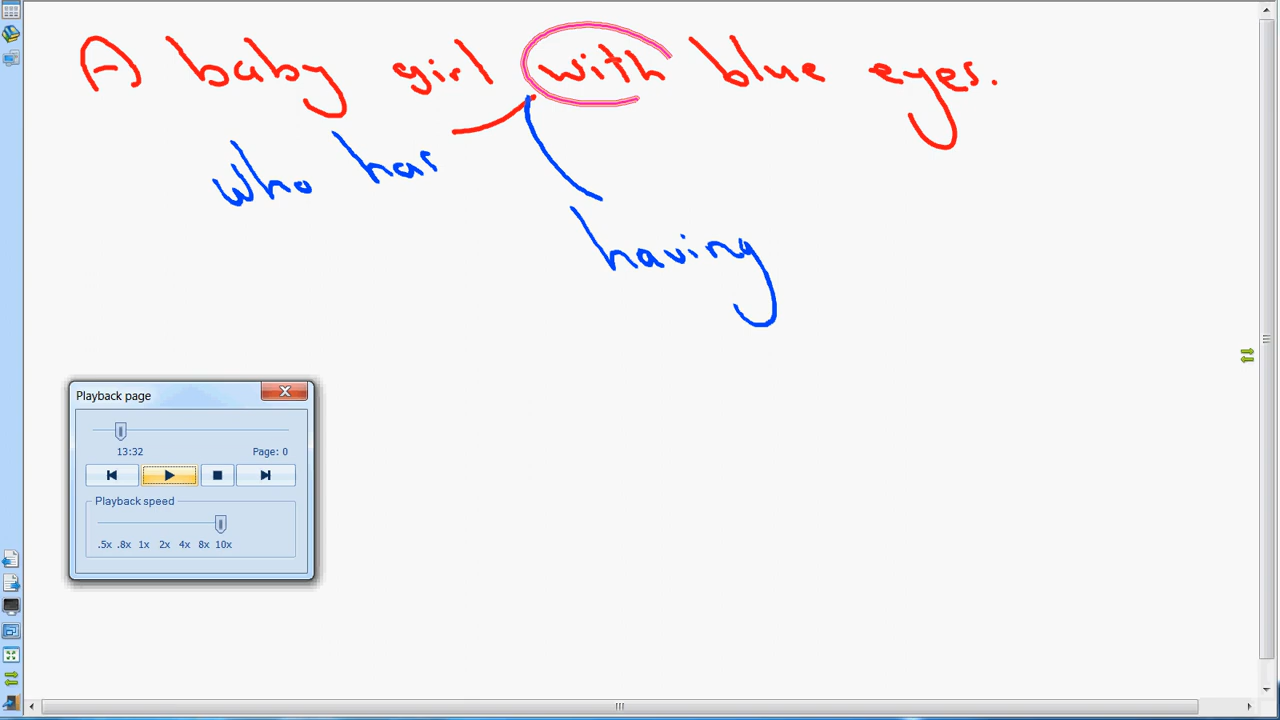 A baby girl with blue eyes.
who has
having
Playback page
13:32 Page: 0
Playback speed
.5x .8x 1x 2x 4x 8x 10x